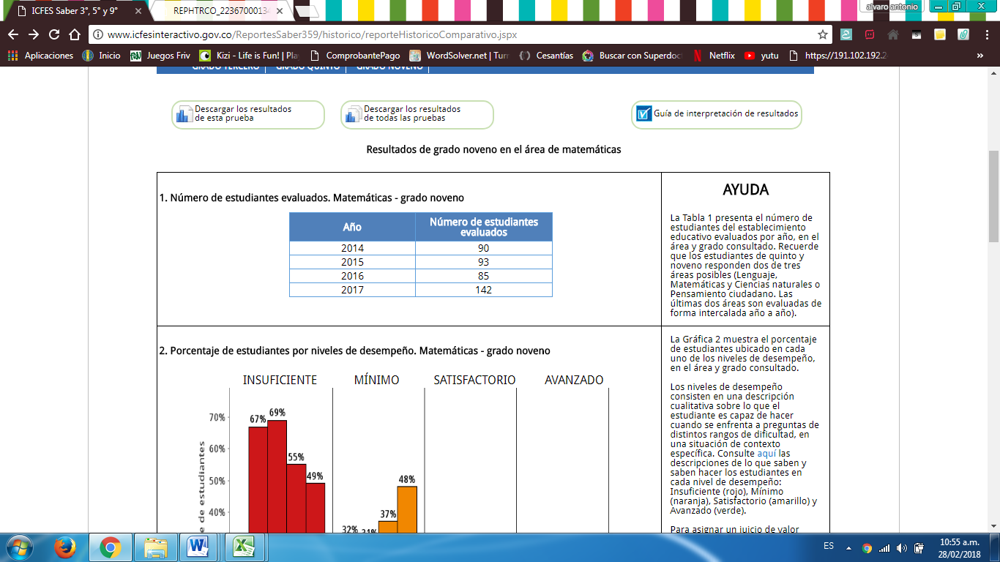 ICFES Saber 3°, 5° y 9°
REPHTRCO_22367000134
alvaro antonio
www.icfesinteractivo.gov.co/ReportesSaber359/historico/reporteHistoricoComparativo.jspx
Aplicaciones
Inicio
Juegos Friv
Kizi - Life is Fun! | Pla
ComprobantePago
WordSolver.net | Turn
Cesantías
Buscar con Superdoc
Netflix
yutu
https://191.102.192.2
»
GRADO TERCERO
GRADO QUINTO
GRADO NOVENO
Descargar los resultados
de esta prueba
Descargar los resultados
de todas las pruebas
Guía de interpretación de resultados
Resultados de grado noveno en el área de matemáticas
1. Número de estudiantes evaluados. Matemáticas - grado noveno
Año
Número de estudiantes
evaluados
2014 90
2015 93
2016 85
2017 142
AYUDA
La Tabla 1 presenta el número de
estudiantes del establecimiento
educativo evaluados por año, en el
área y grado consultado. Recuerde
que los estudiantes de quinto y
noveno responden dos de tres
áreas posibles (Lenguaje,
Matemáticas y Ciencias naturales o
Pensamiento ciudadano. Las
últimas dos áreas son evaluadas de
forma intercalada año a año).
2. Porcentaje de estudiantes por niveles de desempeño. Matemáticas - grado noveno
INSUFICIENTE
MÍNIMO
SATISFACTORIO
AVANZADO
70%
60%
50%
40%
e de estudiantes
67%
69%
55%
49%
32%
31%
37%
48%
La Gráfica 2 muestra el porcentaje
de estudiantes ubicado en cada
uno de los niveles de desempeño,
en el área y grado consultado.
Los niveles de desempeño
consisten en una descripción
cualitativa sobre lo que el
estudiante es capaz de hacer
cuando se enfrenta a preguntas de
distintos rangos de dificultad, en
una situación de contexto
específica. Consulte aquí las
descripciones de lo que saben y
saben hacer los estudiantes en
cada nivel de desempeño:
Insuficiente (rojo), Mínimo
(naranja), Satisfactorio (amarillo) y
Avanzado (verde).
Para asignar un juicio de valor
ES
10:55 a.m.
28/02/2018